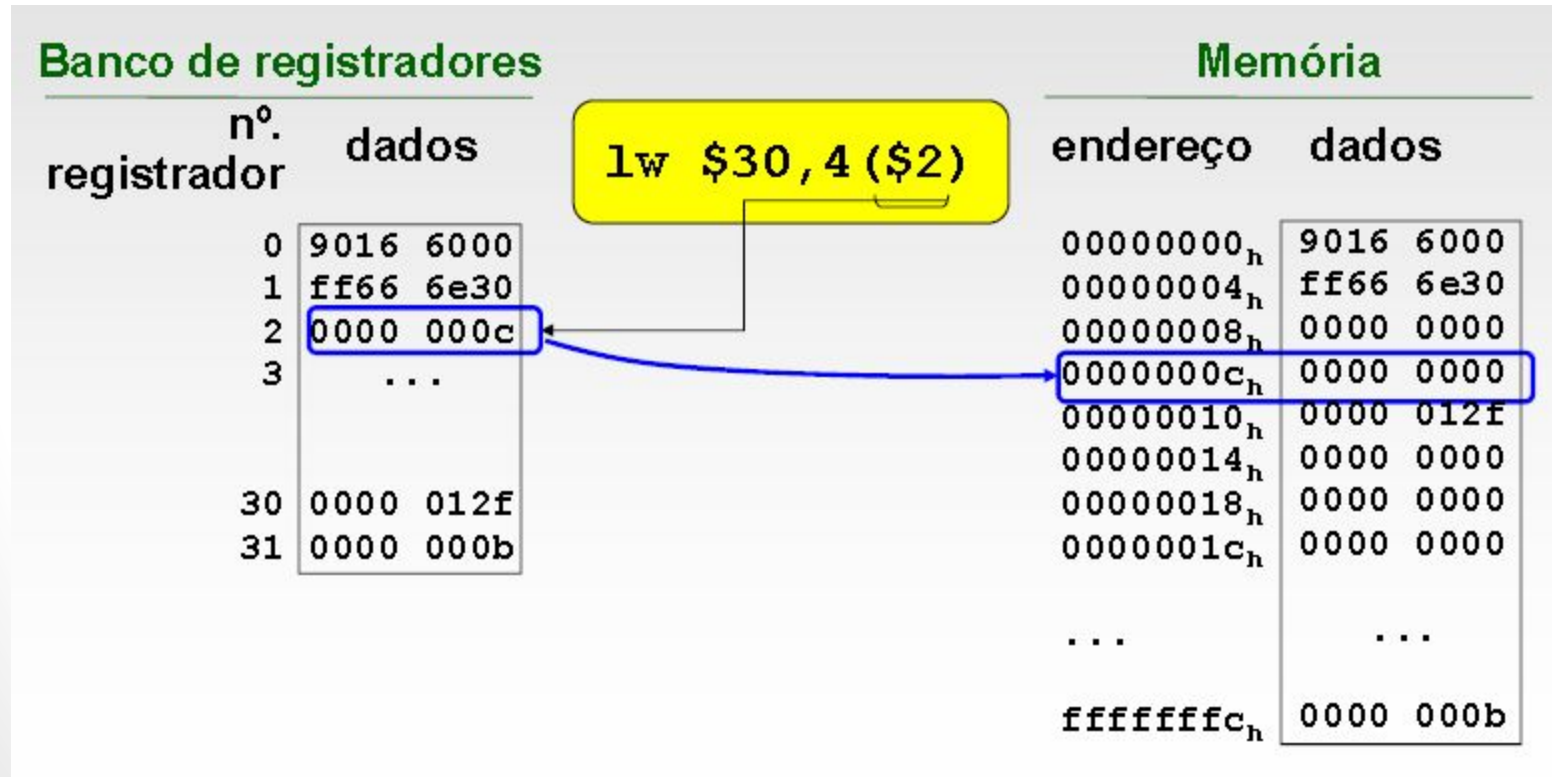 Banco de registradores
nº. registrador dados
0 9016 6000
1 ff66 6e30
2 0000 000c
3 ...
30 0000 012f
31 0000 000b
lw $30,4($2)
Memória
endereço dados
00000000h 9016 6000
00000004h ff66 6e30
00000008h 0000 0000
0000000ch 0000 0000
00000010h 0000 012f
00000014h 0000 0000
00000018h 0000 0000
0000001ch 0000 0000
... ...
fffffffch 0000 000b